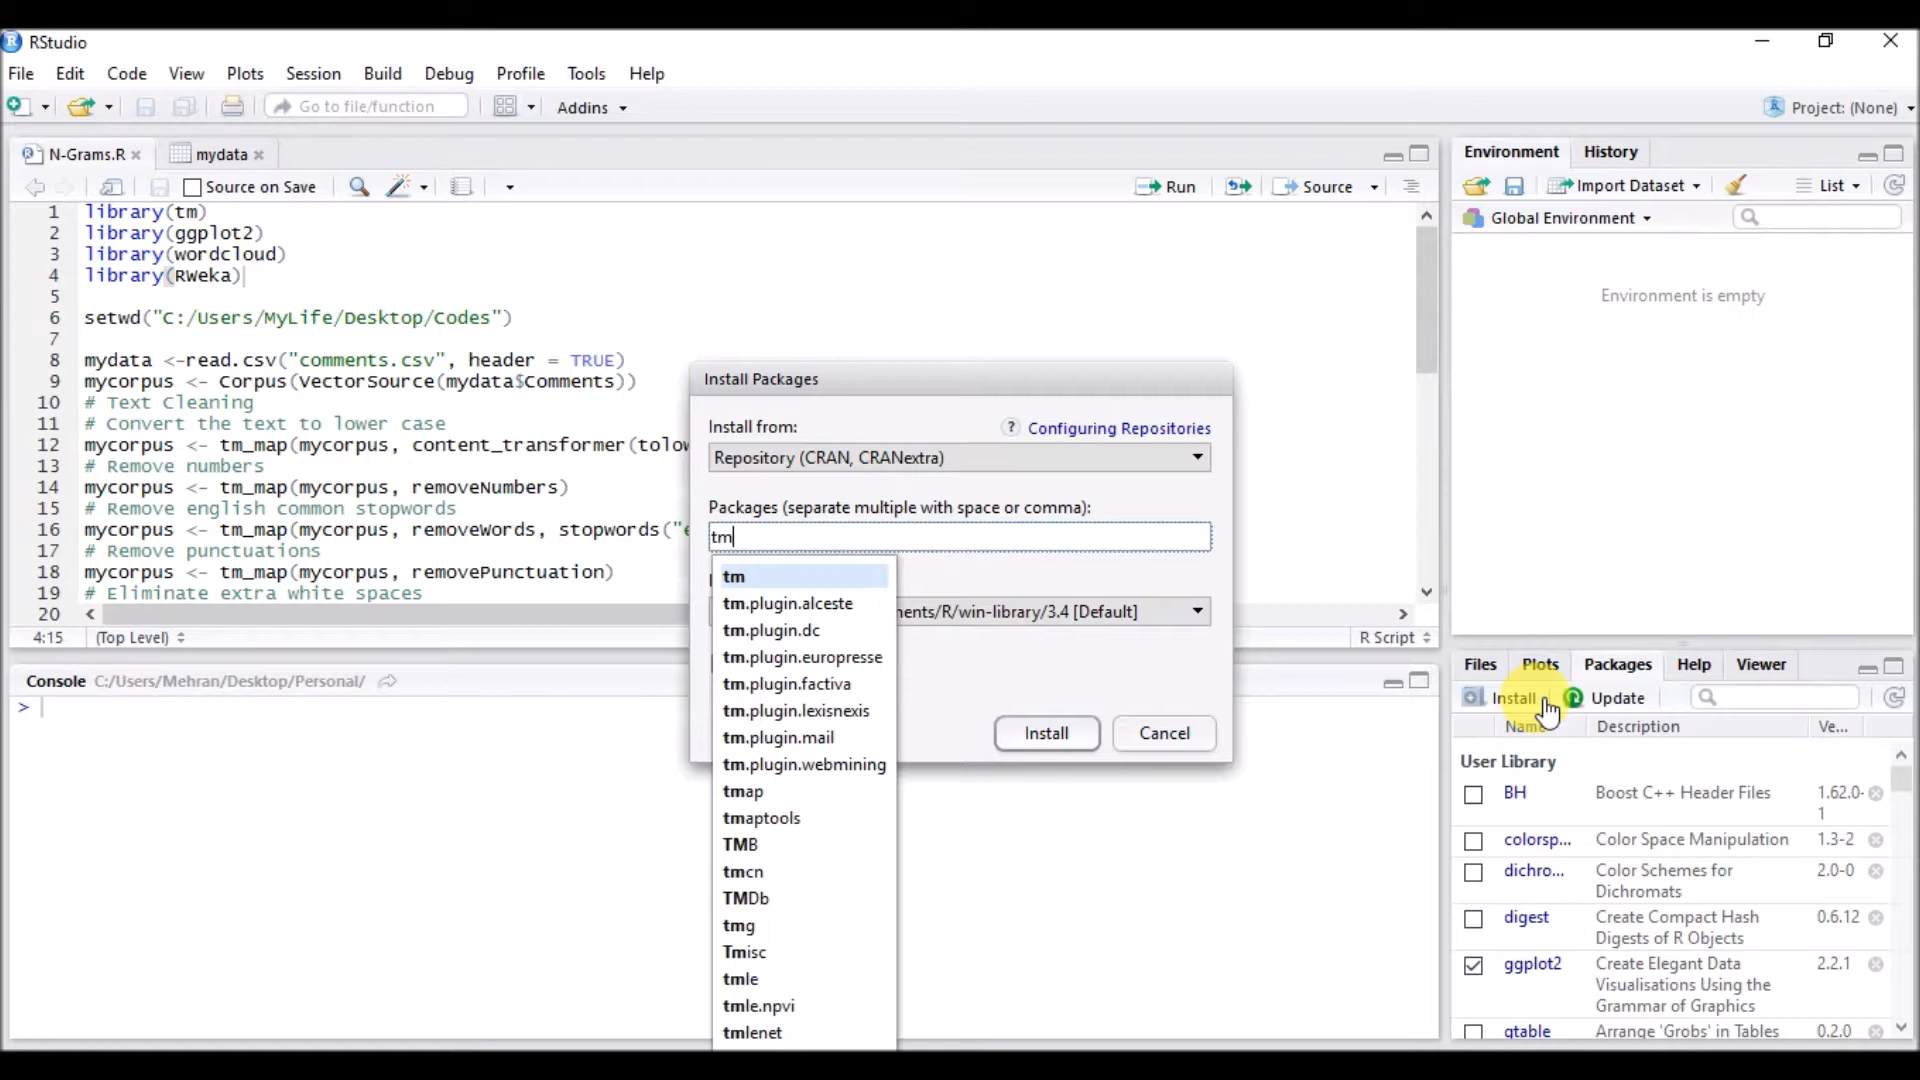 RStudio
File Edit Code View Plots Session Build Debug Profile Tools Help
Go to file/function Addins Project: (None)
N-Grams.R mydata
Source on Save Run Source
1 library(tm)
2 library(ggplot2)
3 library(wordcloud)
4 library(RWeka)
5
6 setwd("C:/Users/MyLife/Desktop/Codes")
7
8 mydata <-read.csv("comments.csv", header = TRUE)
9 mycorpus <- Corpus(VectorSource(mydata$Comments))
10 # Text Cleaning
11 # Convert the text to lower case
12 mycorpus <- tm_map(mycorpus, content_transformer(tolow
13 # Remove numbers
14 mycorpus <- tm_map(mycorpus, removeNumbers)
15 # Remove english common stopwords
16 mycorpus <- tm_map(mycorpus, removeWords, stopwords("e
17 # Remove punctuations
18 mycorpus <- tm_map(mycorpus, removePunctuation)
19 # Eliminate extra white spaces
20
4:15 (Top Level) R Script
Console C:/Users/Mehran/Desktop/Personal/
>
Install Packages
Install from: ? Configuring Repositories
Repository (CRAN, CRANextra)
Packages (separate multiple with space or comma):
tm
ments/R/win-library/3.4 [Default]
tm
tm.plugin.alceste
tm.plugin.dc
tm.plugin.europresse
tm.plugin.factiva
tm.plugin.lexisnexis
tm.plugin.mail
tm.plugin.webmining
tmap
tmaptools
TMB
tmcn
TMDb
tmg
Tmisc
tmle
tmle.npvi
tmlenet
Install Cancel
Environment History
Import Dataset List
Global Environment
Environment is empty
Files Plots Packages Help Viewer
Install Update
Name Description Ve...
User Library
BH Boost C++ Header Files 1.62.0-
1
colorsp... Color Space Manipulation 1.3-2
dichro... Color Schemes for 2.0-0
Dichromats
digest Create Compact Hash 0.6.12
Digests of R Objects
ggplot2 Create Elegant Data 2.2.1
Visualisations Using the
Grammar of Graphics
gtable Arrange 'Grobs' in Tables 0.2.0